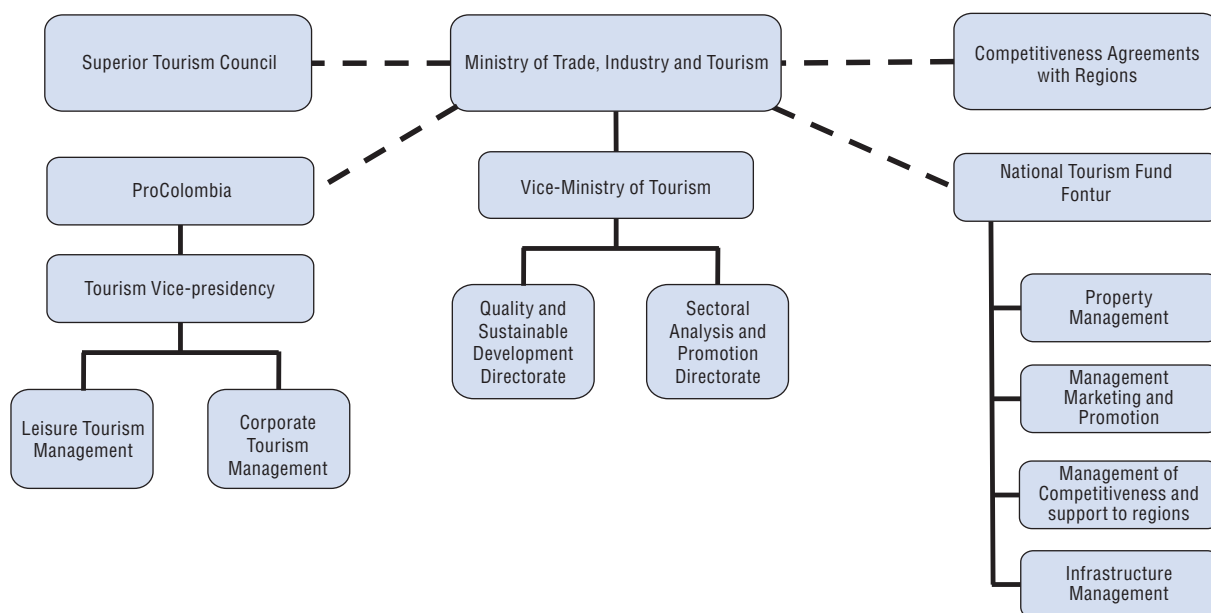 Superior Tourism Council
Ministry of Trade, Industry and Tourism
Competitiveness Agreements
with Regions
ProColombia
Vice-Ministry of Tourism
National Tourism Fund
Fontur
Tourism Vice-presidency
Quality and
Sustainable
Development
Directorate
Sectoral
Analysis and
Promotion
Directorate
Property
Management
Leisure Tourism
Management
Corporate
Tourism
Management
Management
Marketing and
Promotion
Management of
Competitiveness and
support to regions
Infrastructure
Management